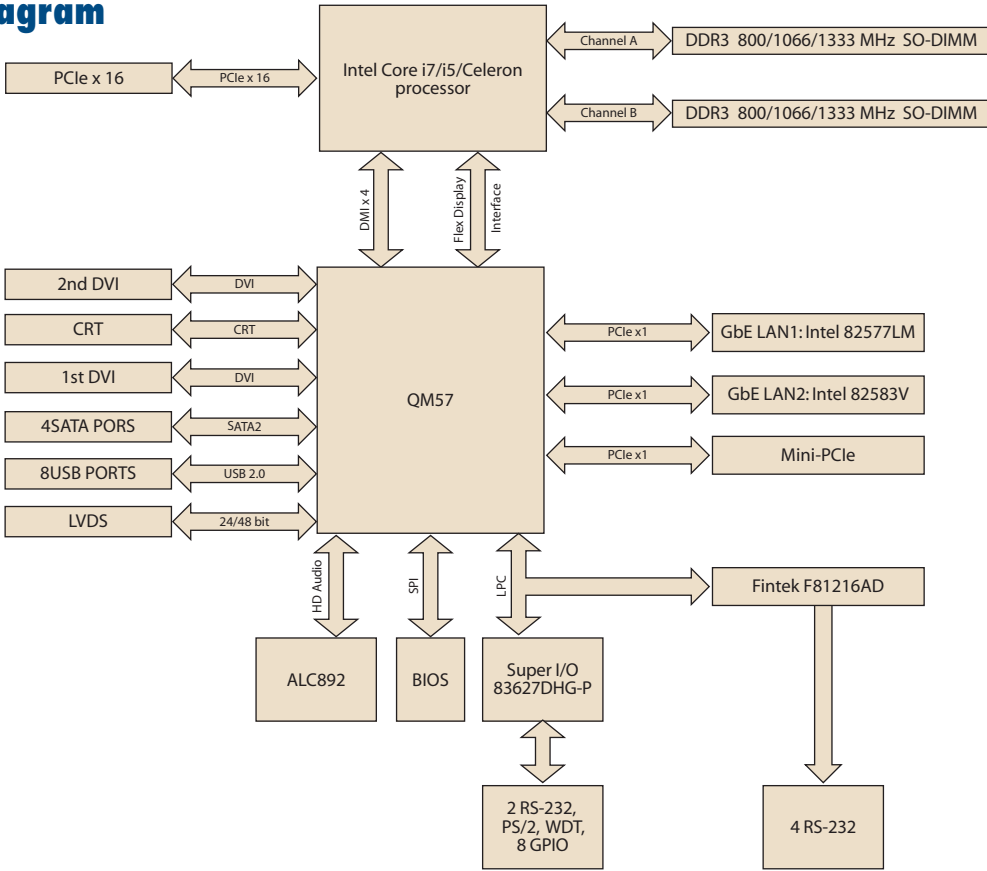 agram
PCIe x 16
PCIe x 16
Intel Core i7/i5/Celeron
processor
Channel A
DDR3 800/1066/1333 MHz SO-DIMM
Channel B
DDR3 800/1066/1333 MHz SO-DIMM
DMI x 4
Flex Display
Interface
2nd DVI
DVI
CRT
CRT
1st DVI
DVI
4SATA PORS
SATA2
8USB PORTS
USB 2.0
LVDS
24/48 bit
QM57
PCIe x1
GbE LAN1: Intel 82577LM
PCIe x1
GbE LAN2: Intel 82583V
PCIe x1
Mini-PCIe
HD Audio
SPI
LPC
Fintek F81216AD
ALC892
BIOS
Super I/O
83627DHG-P
2 RS-232,
PS/2, WDT,
8 GPIO
4 RS-232